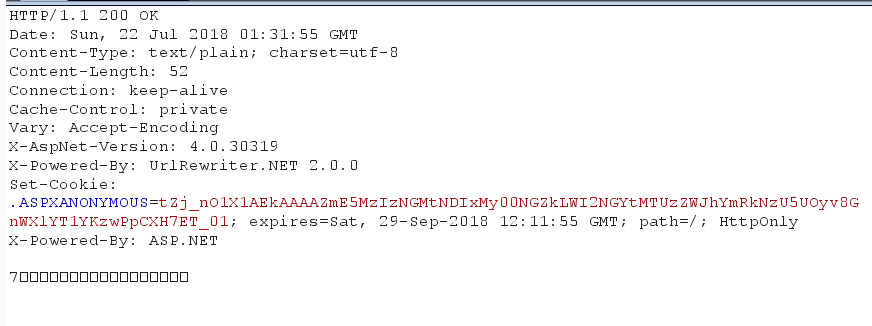 HTTP/1.1 200 OK
Date: Sun, 22 Jul 2018 01:31:55 GMT
Content-Type: text/plain; charset=utf-8
Content-Length: 52
Connection: keep-alive
Cache-Control: private
Vary: Accept-Encoding
X-AspNet-Version: 4.0.30319
X-Powered-By: UrlRewriter.NET 2.0.0
Set-Cookie:
.ASPXANONYMOUS=tZj_nO1X1AEkAAAAZmE5MzIzNGMtNDIxMy00NGZkLWI2NGYtMTUzZWJhYmRkNzU5UOyv8G
nWXlYT1YKzwPpCXH7ET_01; expires=Sat, 29-Sep-2018 12:11:55 GMT; path=/; HttpOnly
X-Powered-By: ASP.NET
7□□□□□□□□□□□□□□□□□